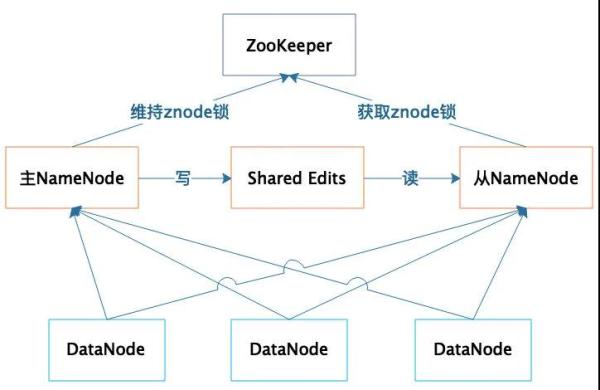 ZooKeeper
维持znode锁
获取znode锁
主NameNode
写
Shared Edits
读
从NameNode
DataNode
DataNode
DataNode